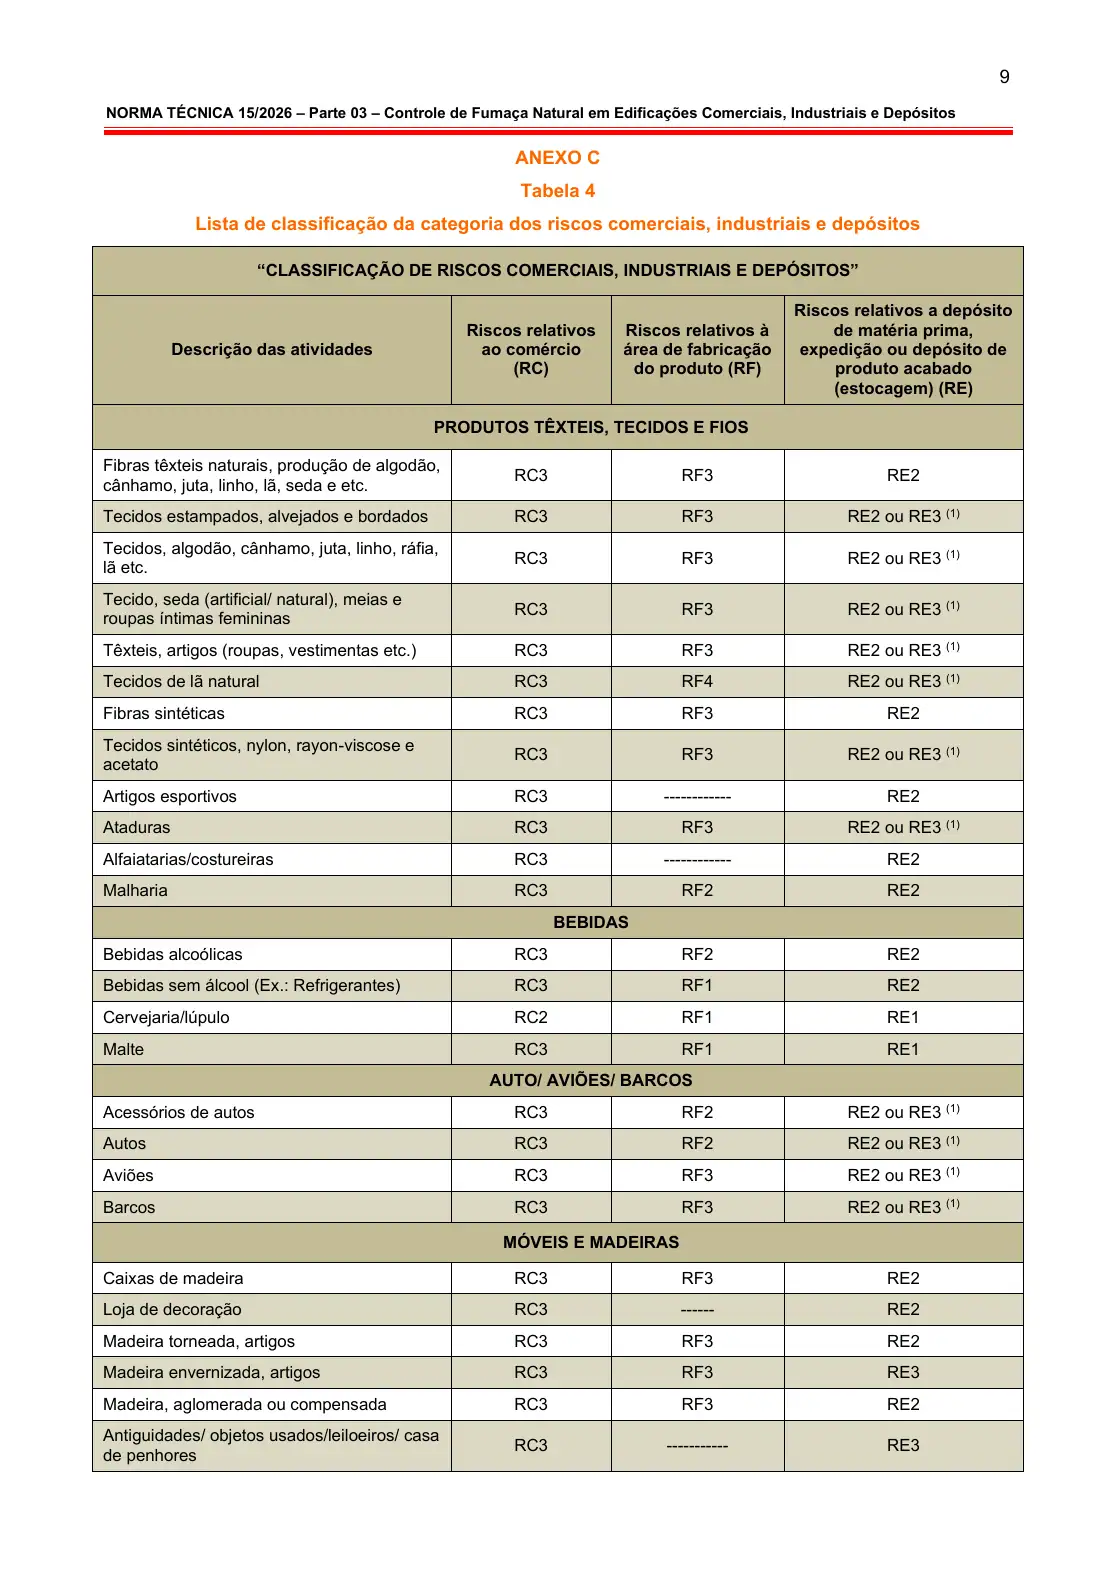 9
NORMA TÉCNICA 15/2026 – Parte 03 – Controle de Fumaça Natural em Edificações Comerciais, Industriais e Depósitos
ANEXO C
Tabela 4
Lista de classificação da categoria dos riscos comerciais, industriais e depósitos
“CLASSIFICAÇÃO DE RISCOS COMERCIAIS, INDUSTRIAIS E DEPÓSITOS”
Descrição das atividades
Riscos relativos
ao comércio
(RC)
Riscos relativos à
área de fabricação
do produto (RF)
Riscos relativos a depósito
de matéria prima,
expedição ou depósito de
produto acabado
(estocagem) (RE)
PRODUTOS TÊXTEIS, TECIDOS E FIOS
Fibras têxteis naturais, produção de algodão,
cânhamo, juta, linho, lã, seda e etc.
RC3 RF3 RE2
Tecidos estampados, alvejados e bordados RC3 RF3 RE2 ou RE3 (1)
Tecidos, algodão, cânhamo, juta, linho, ráfia,
lã etc.
RC3 RF3 RE2 ou RE3 (1)
Tecido, seda (artificial/ natural), meias e
roupas íntimas femininas
RC3 RF3 RE2 ou RE3 (1)
Têxteis, artigos (roupas, vestimentas etc.) RC3 RF3 RE2 ou RE3 (1)
Tecidos de lã natural RC3 RF4 RE2 ou RE3 (1)
Fibras sintéticas RC3 RF3 RE2
Tecidos sintéticos, nylon, rayon-viscose e
acetato
RC3 RF3 RE2 ou RE3 (1)
Artigos esportivos RC3 ------------ RE2
Ataduras RC3 RF3 RE2 ou RE3 (1)
Alfaiatarias/costureiras RC3 ------------ RE2
Malharia RC3 RF2 RE2
BEBIDAS
Bebidas alcoólicas RC3 RF2 RE2
Bebidas sem álcool (Ex.: Refrigerantes) RC3 RF1 RE2
Cervejaria/lúpulo RC2 RF1 RE1
Malte RC3 RF1 RE1
AUTO/ AVIÕES/ BARCOS
Acessórios de autos RC3 RF2 RE2 ou RE3 (1)
Autos RC3 RF2 RE2 ou RE3 (1)
Aviões RC3 RF3 RE2 ou RE3 (1)
Barcos RC3 RF3 RE2 ou RE3 (1)
MÓVEIS E MADEIRAS
Caixas de madeira RC3 RF3 RE2
Loja de decoração RC3 ------ RE2
Madeira torneada, artigos RC3 RF3 RE2
Madeira envernizada, artigos RC3 RF3 RE3
Madeira, aglomerada ou compensada RC3 RF3 RE2
Antiguidades/ objetos usados/leiloeiros/ casa
de penhores
RC3 ----------- RE3